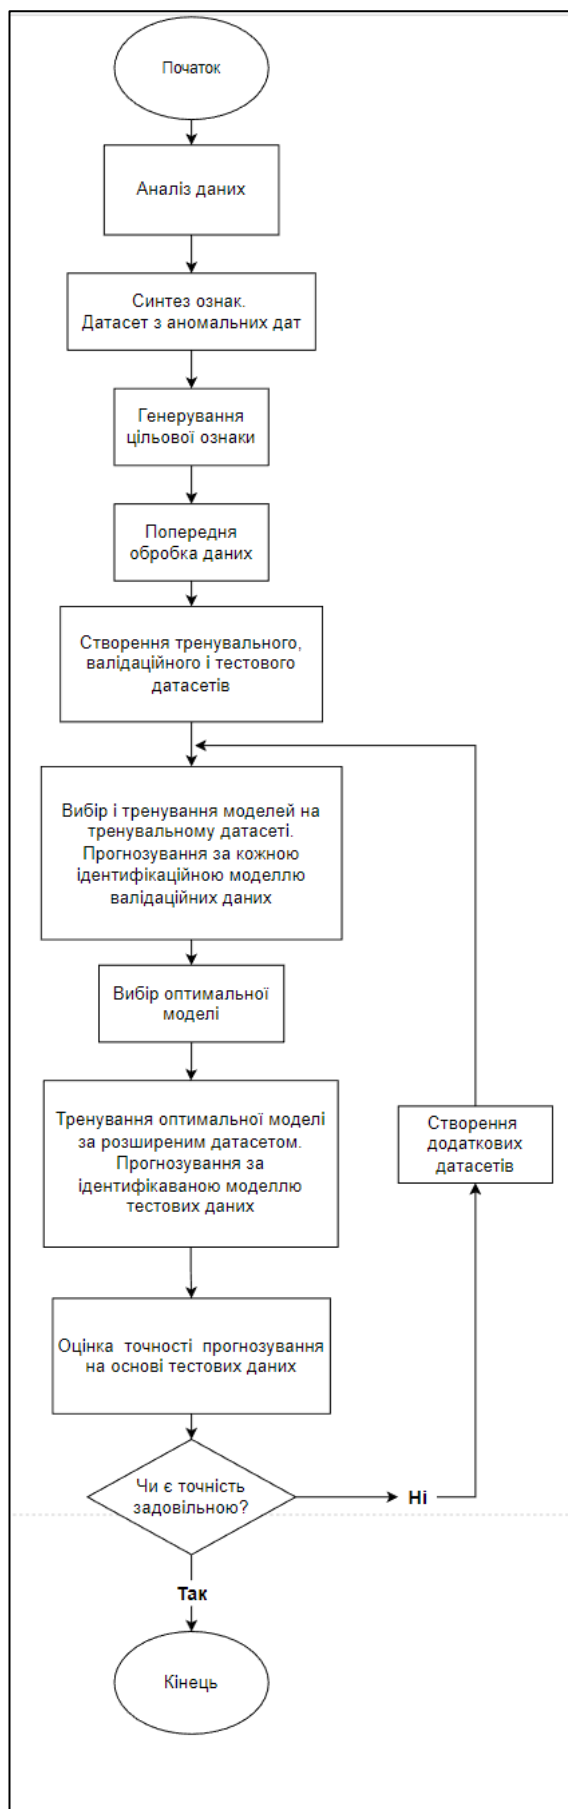 Початок
Аналіз даних
Синтез ознак.
Датасет з аномальних дат
Генерування
цільової ознаки
Попередня
обробка даних
Створення тренувального,
валідаційного і тестового
датасетів
Вибір і тренування моделей на
тренувальному датасеті.
Прогнозування за кожною
ідентифікаційною моделлю
валідаційних даних
Вибір оптимальної
моделі
Тренування оптимальної моделі
за розширеним датасетом.
Прогнозування за
ідентифікаваною моделлю
тестових даних
Створення
додаткових
датасетів
Оцінка точності прогнозування
на основі тестових даних
Чи є точність
задовільною?
Ні
Так
Кінець